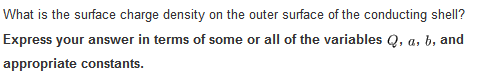 What is the surface charge density on the outer surface of the conducting shell?
Express your answer in terms of some or all of the variables Q, a, b, and
appropriate constants.